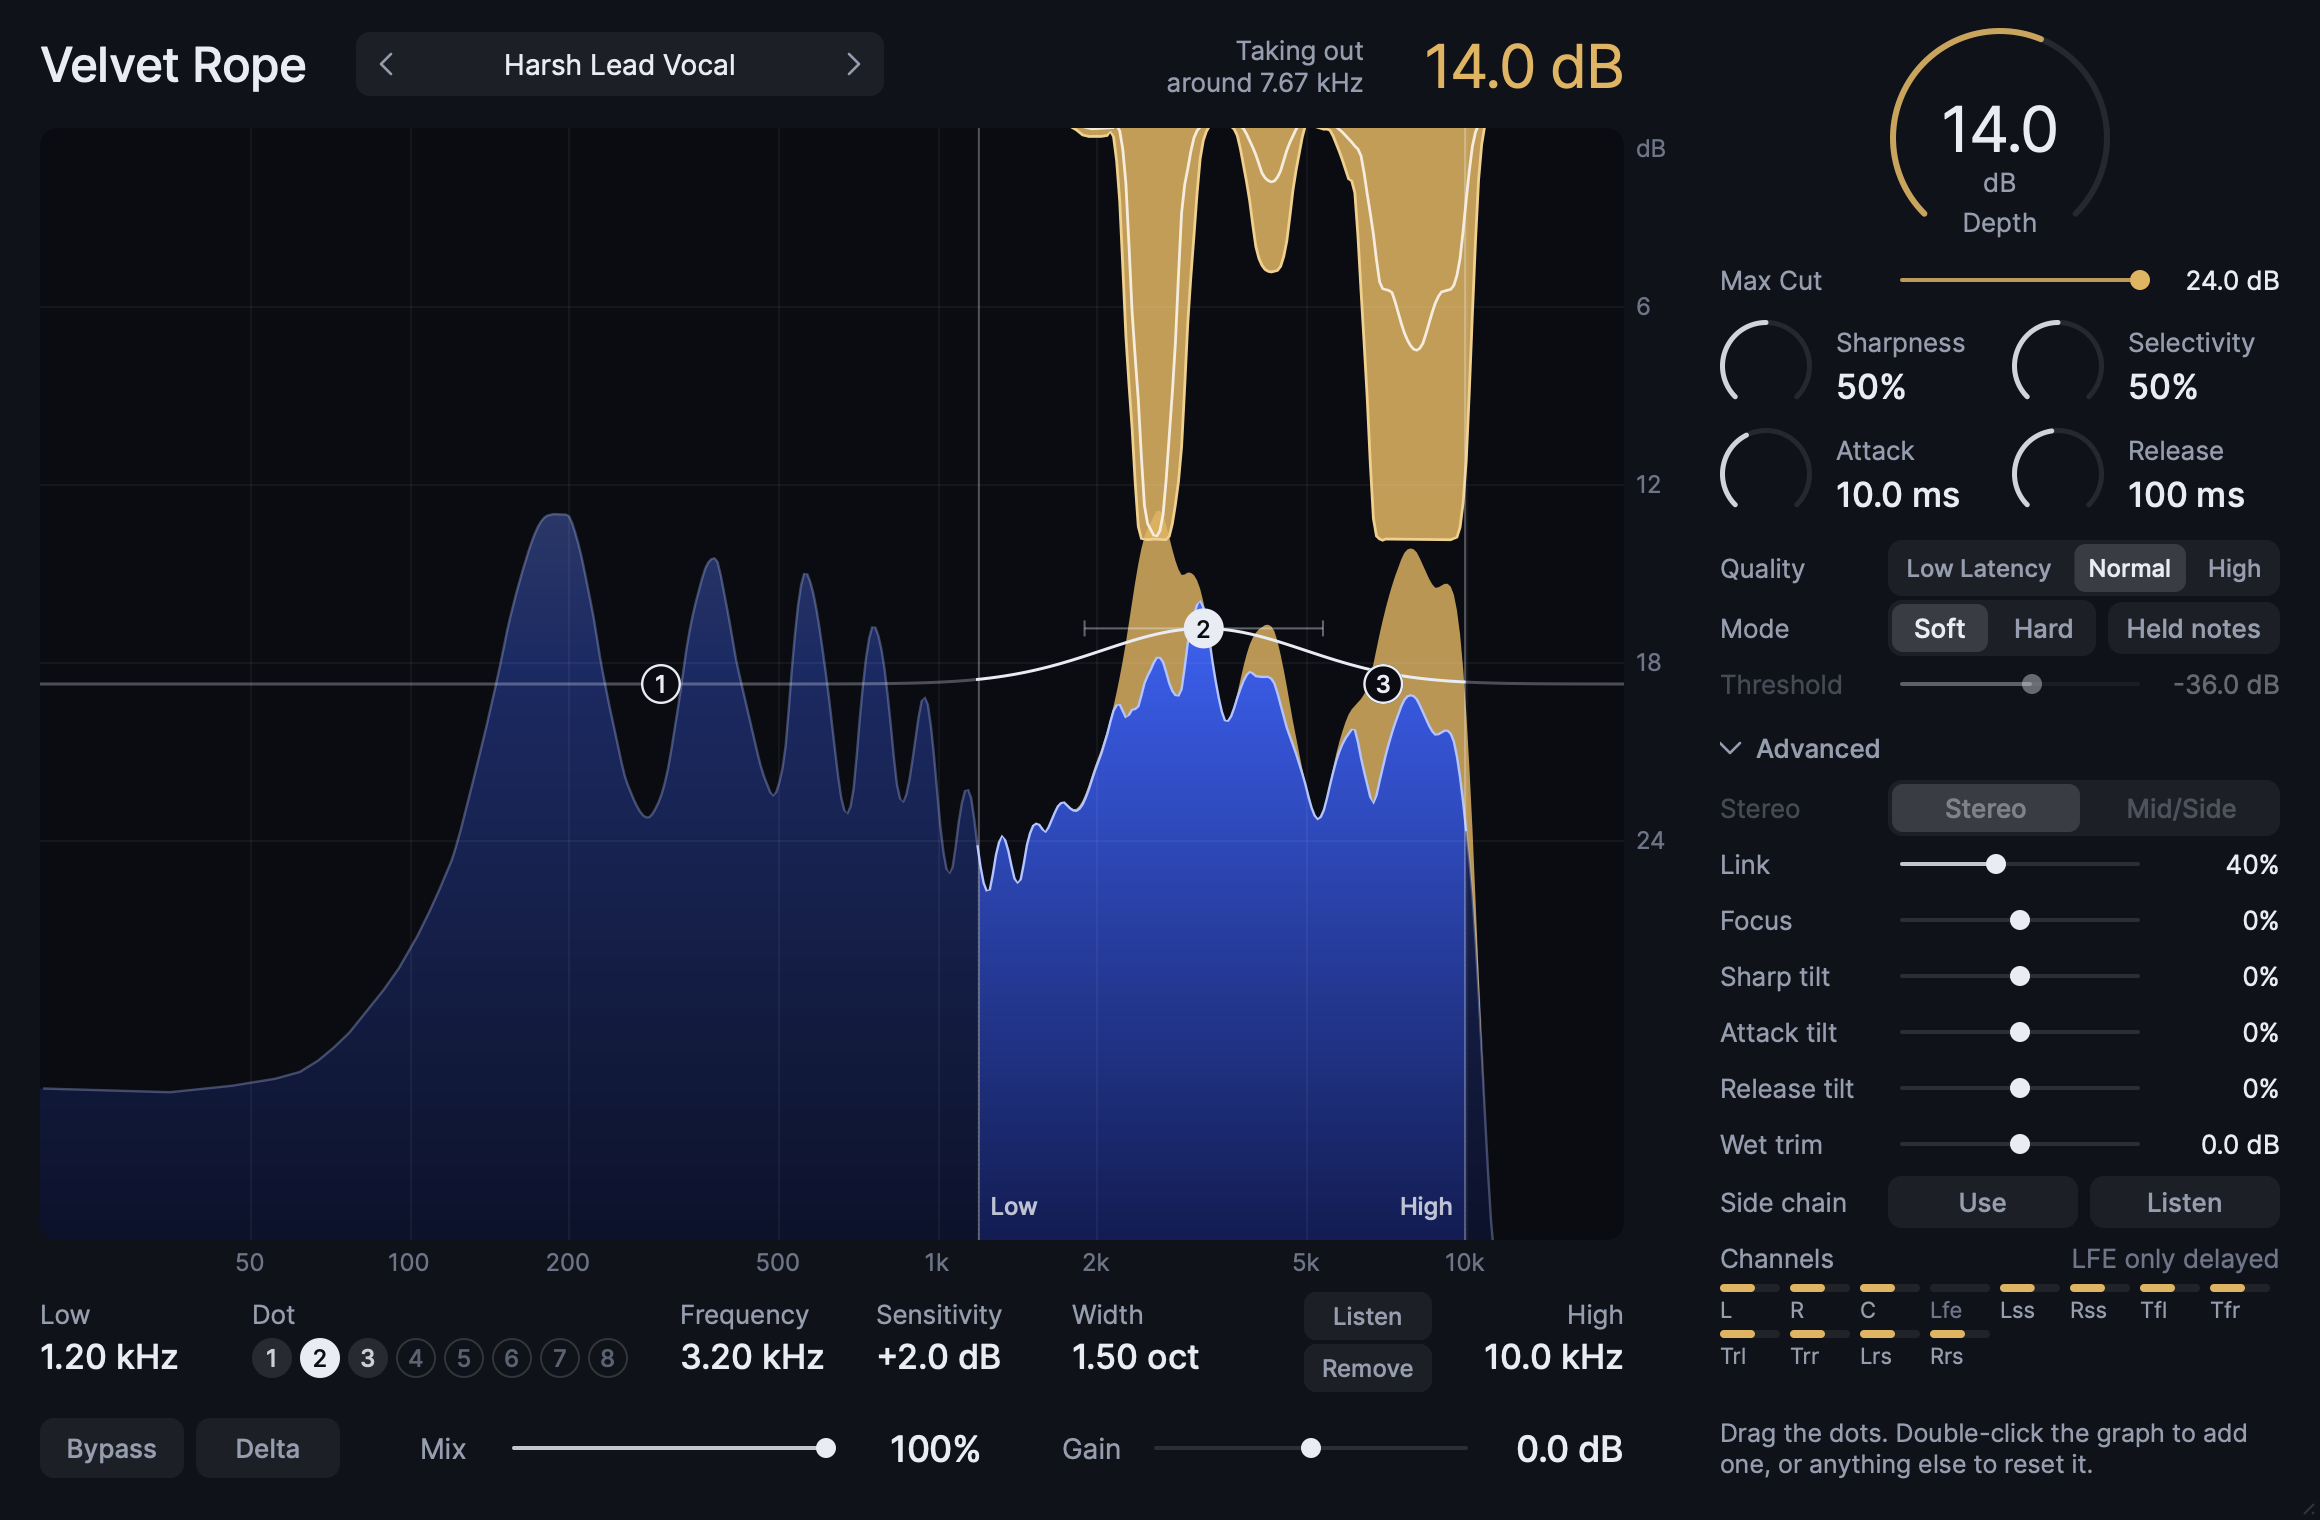 Velvet Rope
Harsh Lead Vocal
Taking out
around 7.67 kHz
14.0 dB
14.0
dB
Depth
dB
6
12
18
24
1
2
3
Low
High
50
100
200
500
1k
2k
5k
10k
Max Cut
24.0 dB
Sharpness
50%
Selectivity
50%
Attack
10.0 ms
Release
100 ms
Quality
Low Latency
Normal
High
Mode
Soft
Hard
Held notes
Threshold
-36.0 dB
Advanced
Stereo
Stereo
Mid/Side
Link
40%
Focus
0%
Sharp tilt
0%
Attack tilt
0%
Release tilt
0%
Wet trim
0.0 dB
Side chain
Use
Listen
Channels
LFE only delayed
L
R
C
Lfe
Lss
Rss
Tfl
Tfr
Trl
Trr
Lrs
Rrs
Low
1.20 kHz
Dot
1
2
3
4
5
6
7
8
Frequency
3.20 kHz
Sensitivity
+2.0 dB
Width
1.50 oct
Listen
Remove
High
10.0 kHz
Bypass
Delta
Mix
100%
Gain
0.0 dB
Drag the dots. Double-click the graph to add
one, or anything else to reset it.